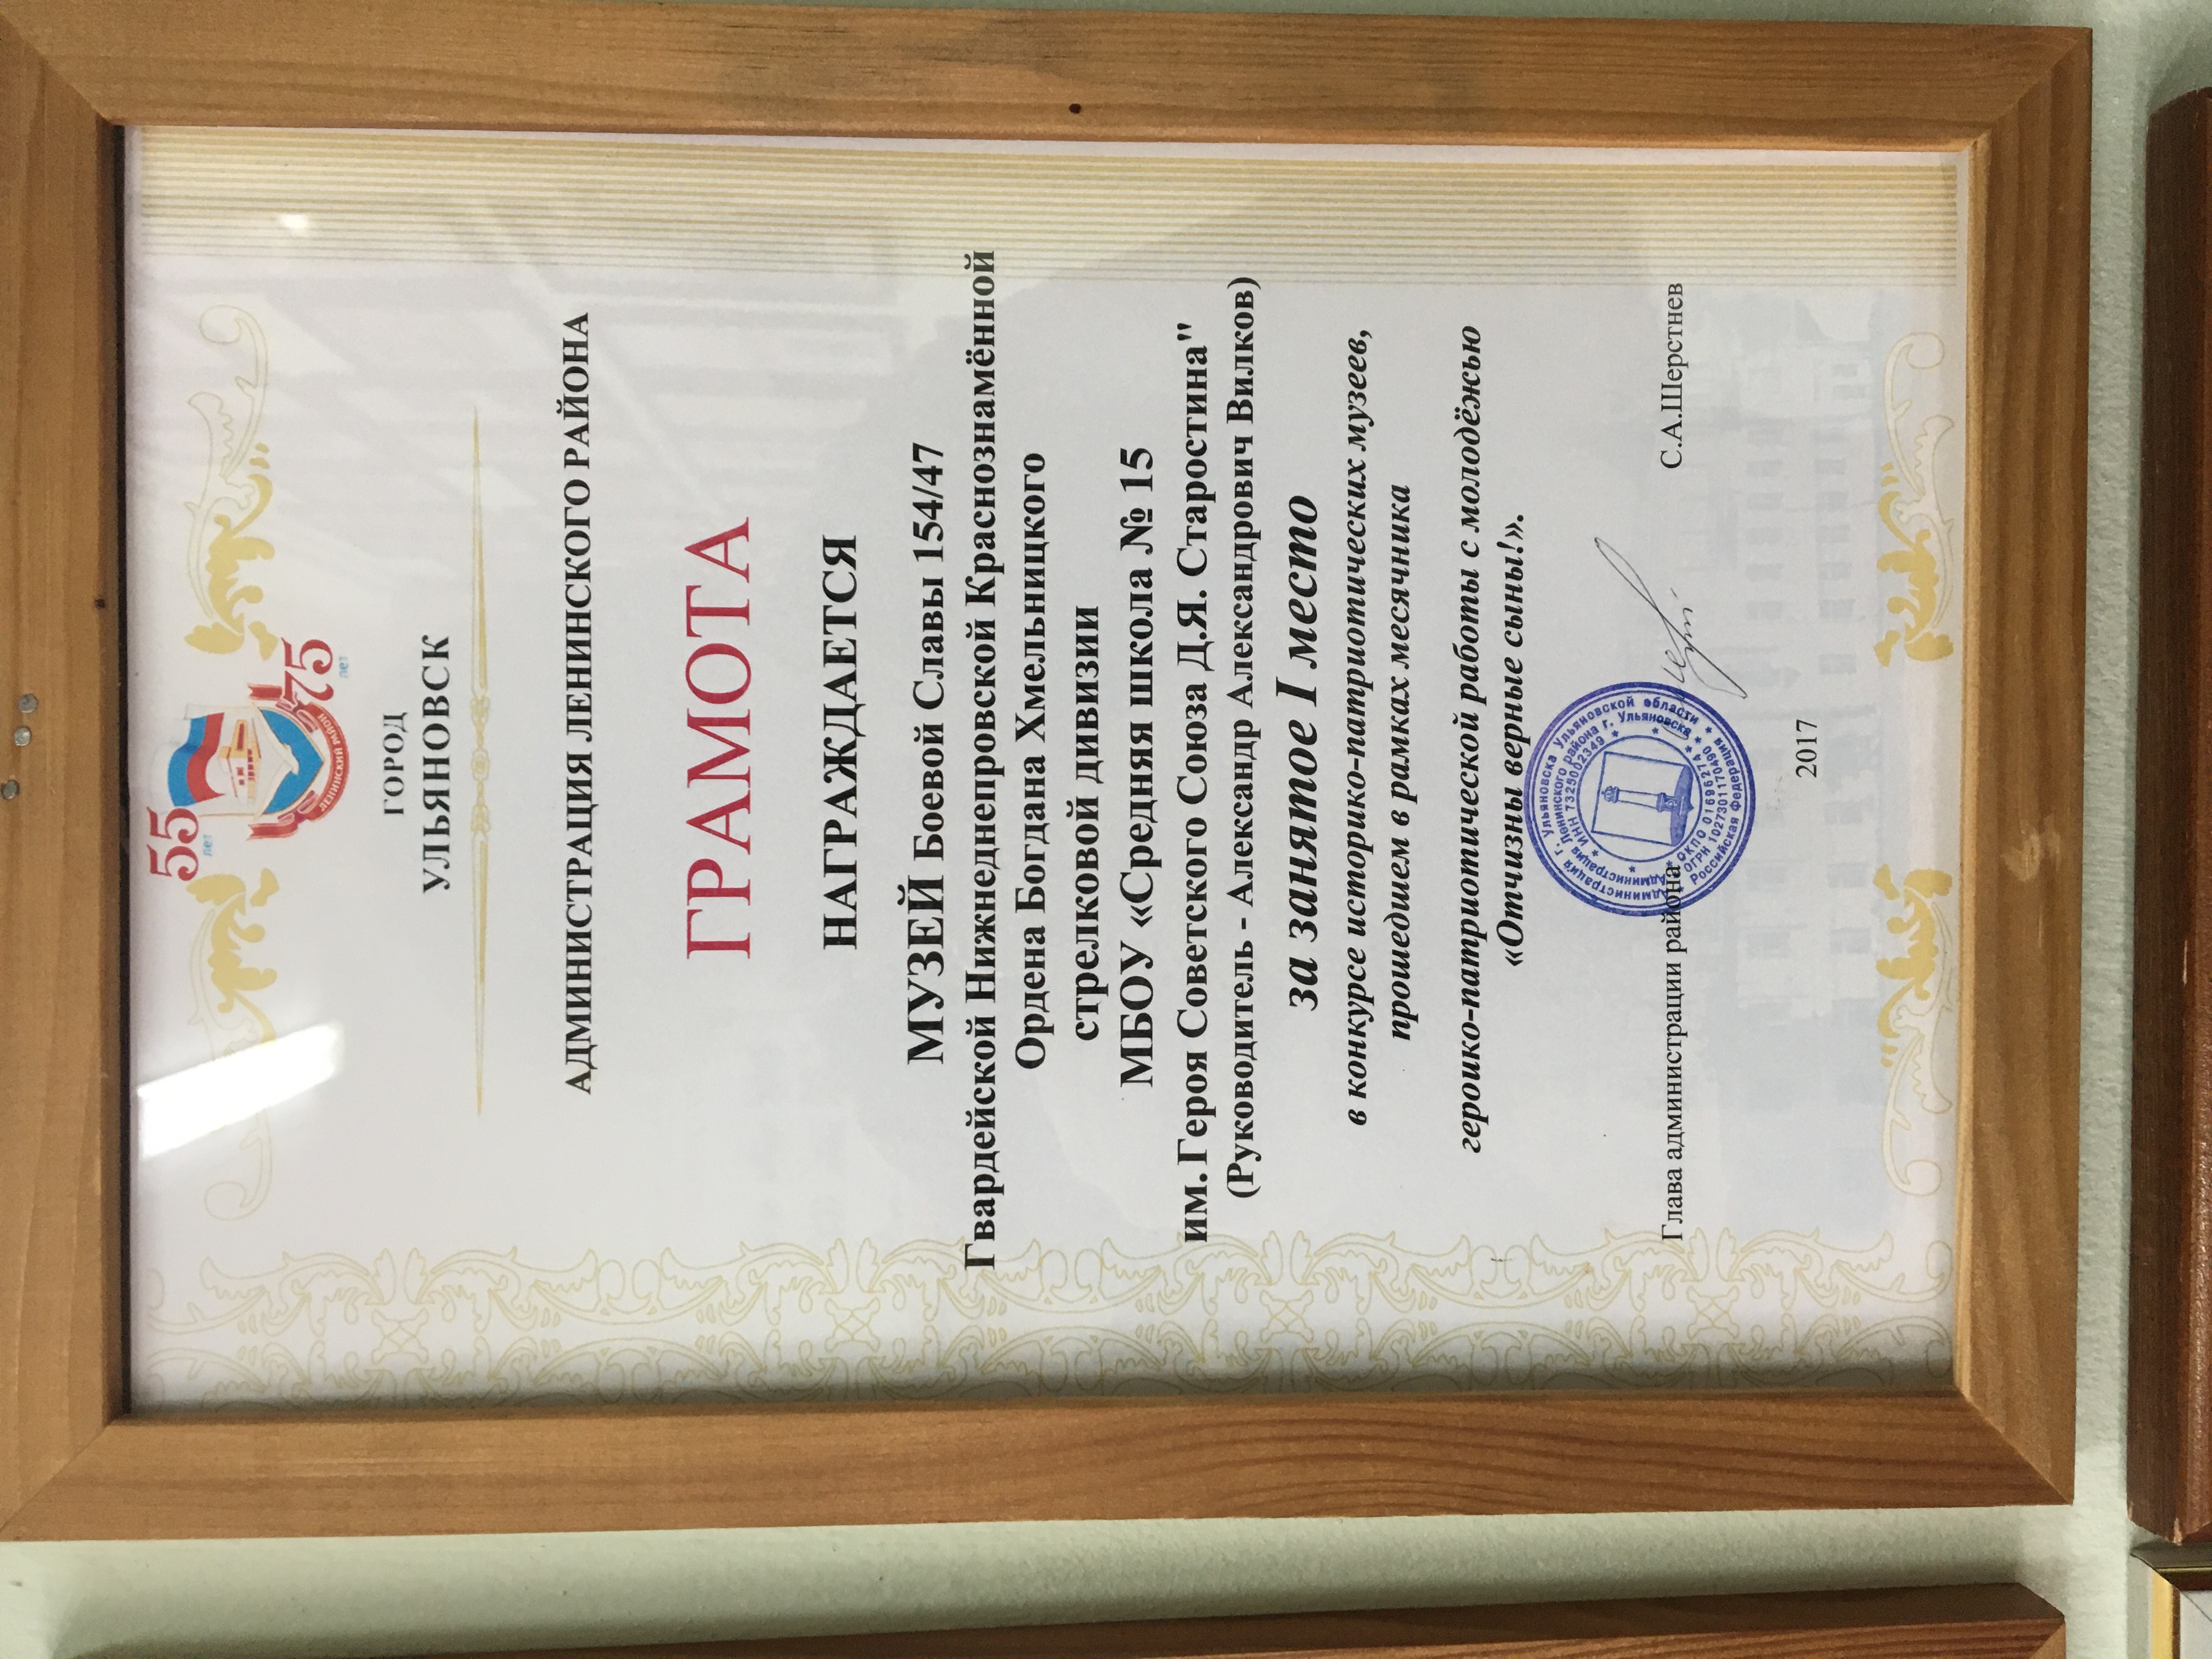 55
лет
75
лет
ЛЕНИНСКИЙ РАЙОН
ГОРОД
УЛЬЯНОВСК
АДМИНИСТРАЦИЯ ЛЕНИНСКОГО РАЙОНА
ГРАМОТА
НАГРАЖДАЕТСЯ
МУЗЕЙ Боевой Славы 154/47
Гвардейской Нижнеднепровской Краснознамённой
Ордена Богдана Хмельницкого
стрелковой дивизии
МБОУ «Средняя школа № 15
им. Героя Советского Союза Д.Я. Старостина"
(Руководитель - Александр Александрович Вилков)
за занятое I место
в конкурсе историко-патриотических музеев,
прошедшем в рамках месячника
героико-патриотической работы с молодёжью
«Отчизны верные сыны!».
Администрация г. Ульяновска Ульяновской области
Российская Федерация
Администрация Ленинского района г. Ульяновска
ОГРН 1027301170490
ИНН 7325002349
ОКПО 01696274
Глава администрации района
С.А.Шерстнев
2017